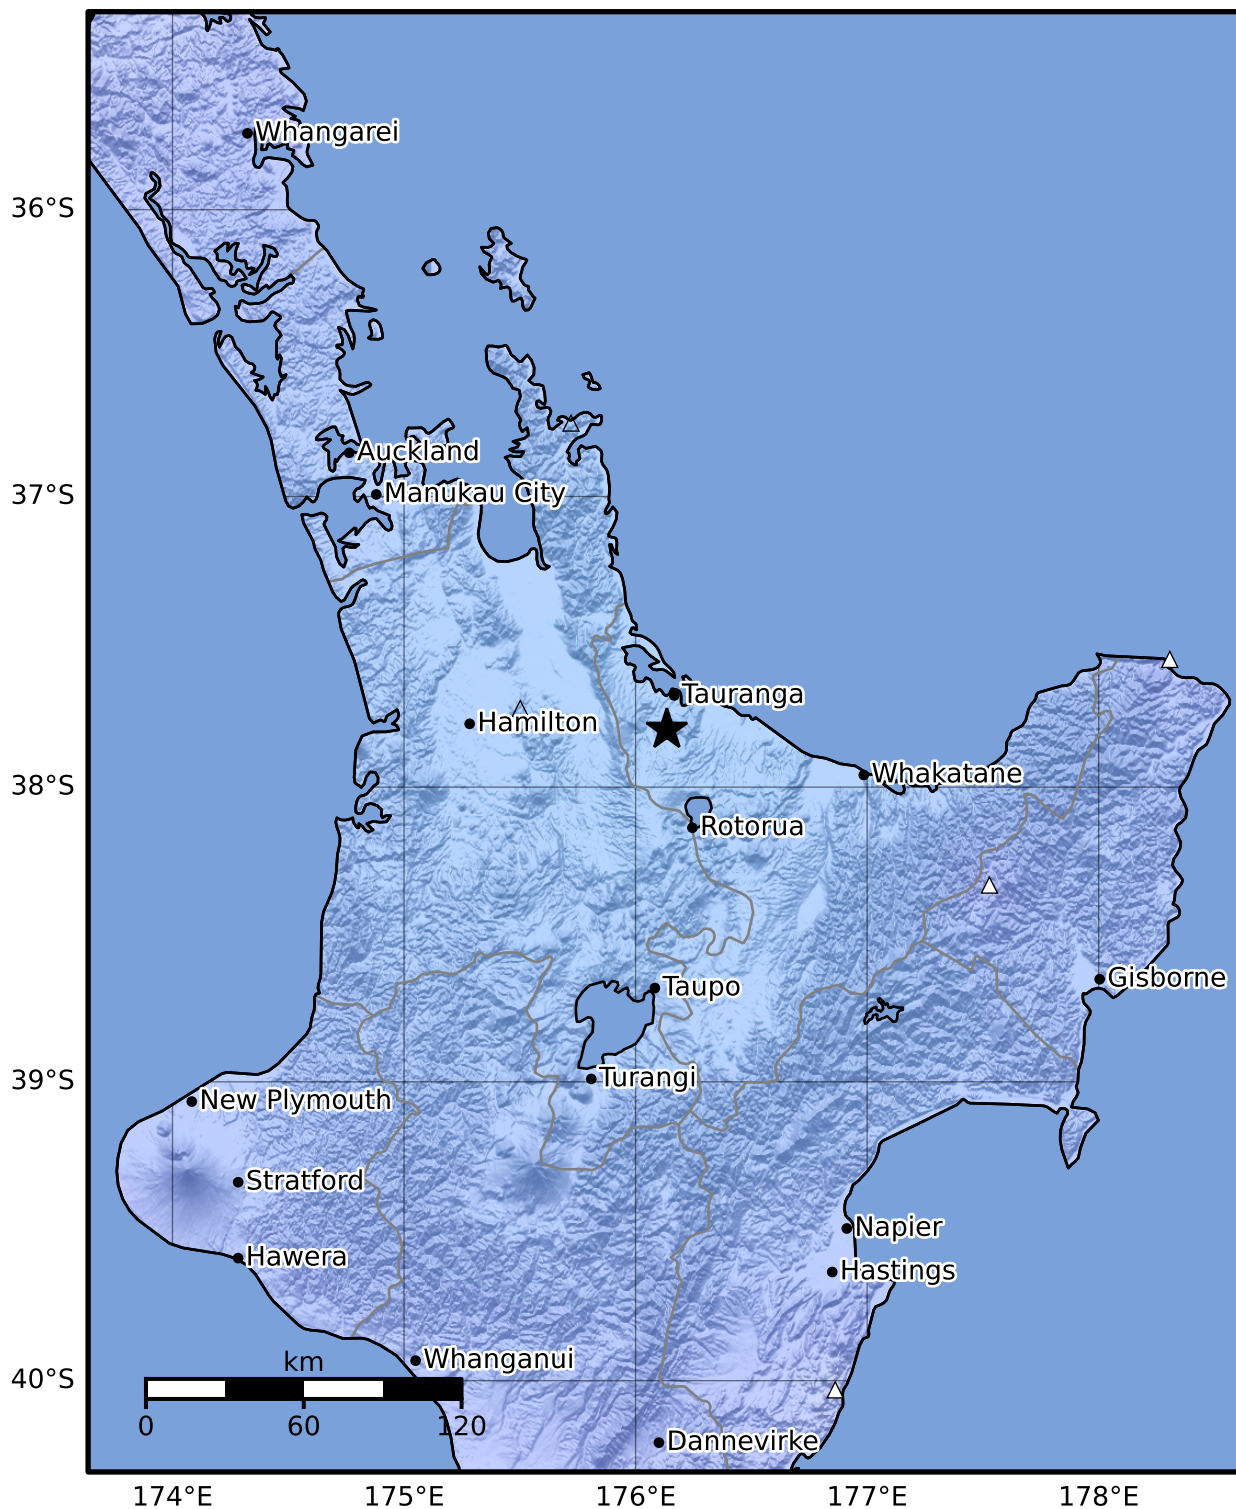 Whangarei
36°S
Auckland
Manukau City
37°S
Tauranga
Hamilton
Whakatane
38°S
Rotorua
Gisborne
Taupo
39°S
Turangi
New Plymouth
Stratford
Napier
Hawera
Hastings
Whanganui
km
40°S
0 60 120
Dannevirke
174°E 175°E 176°E 177°E 178°E